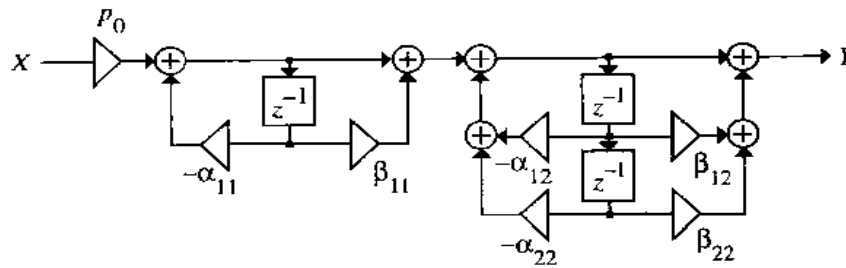 p₀
X + + + + Y
z⁻¹ z⁻¹
+ +
−α₁₁ β₁₁ −α₁₂ β₁₂
z⁻¹
−α₂₂ β₂₂